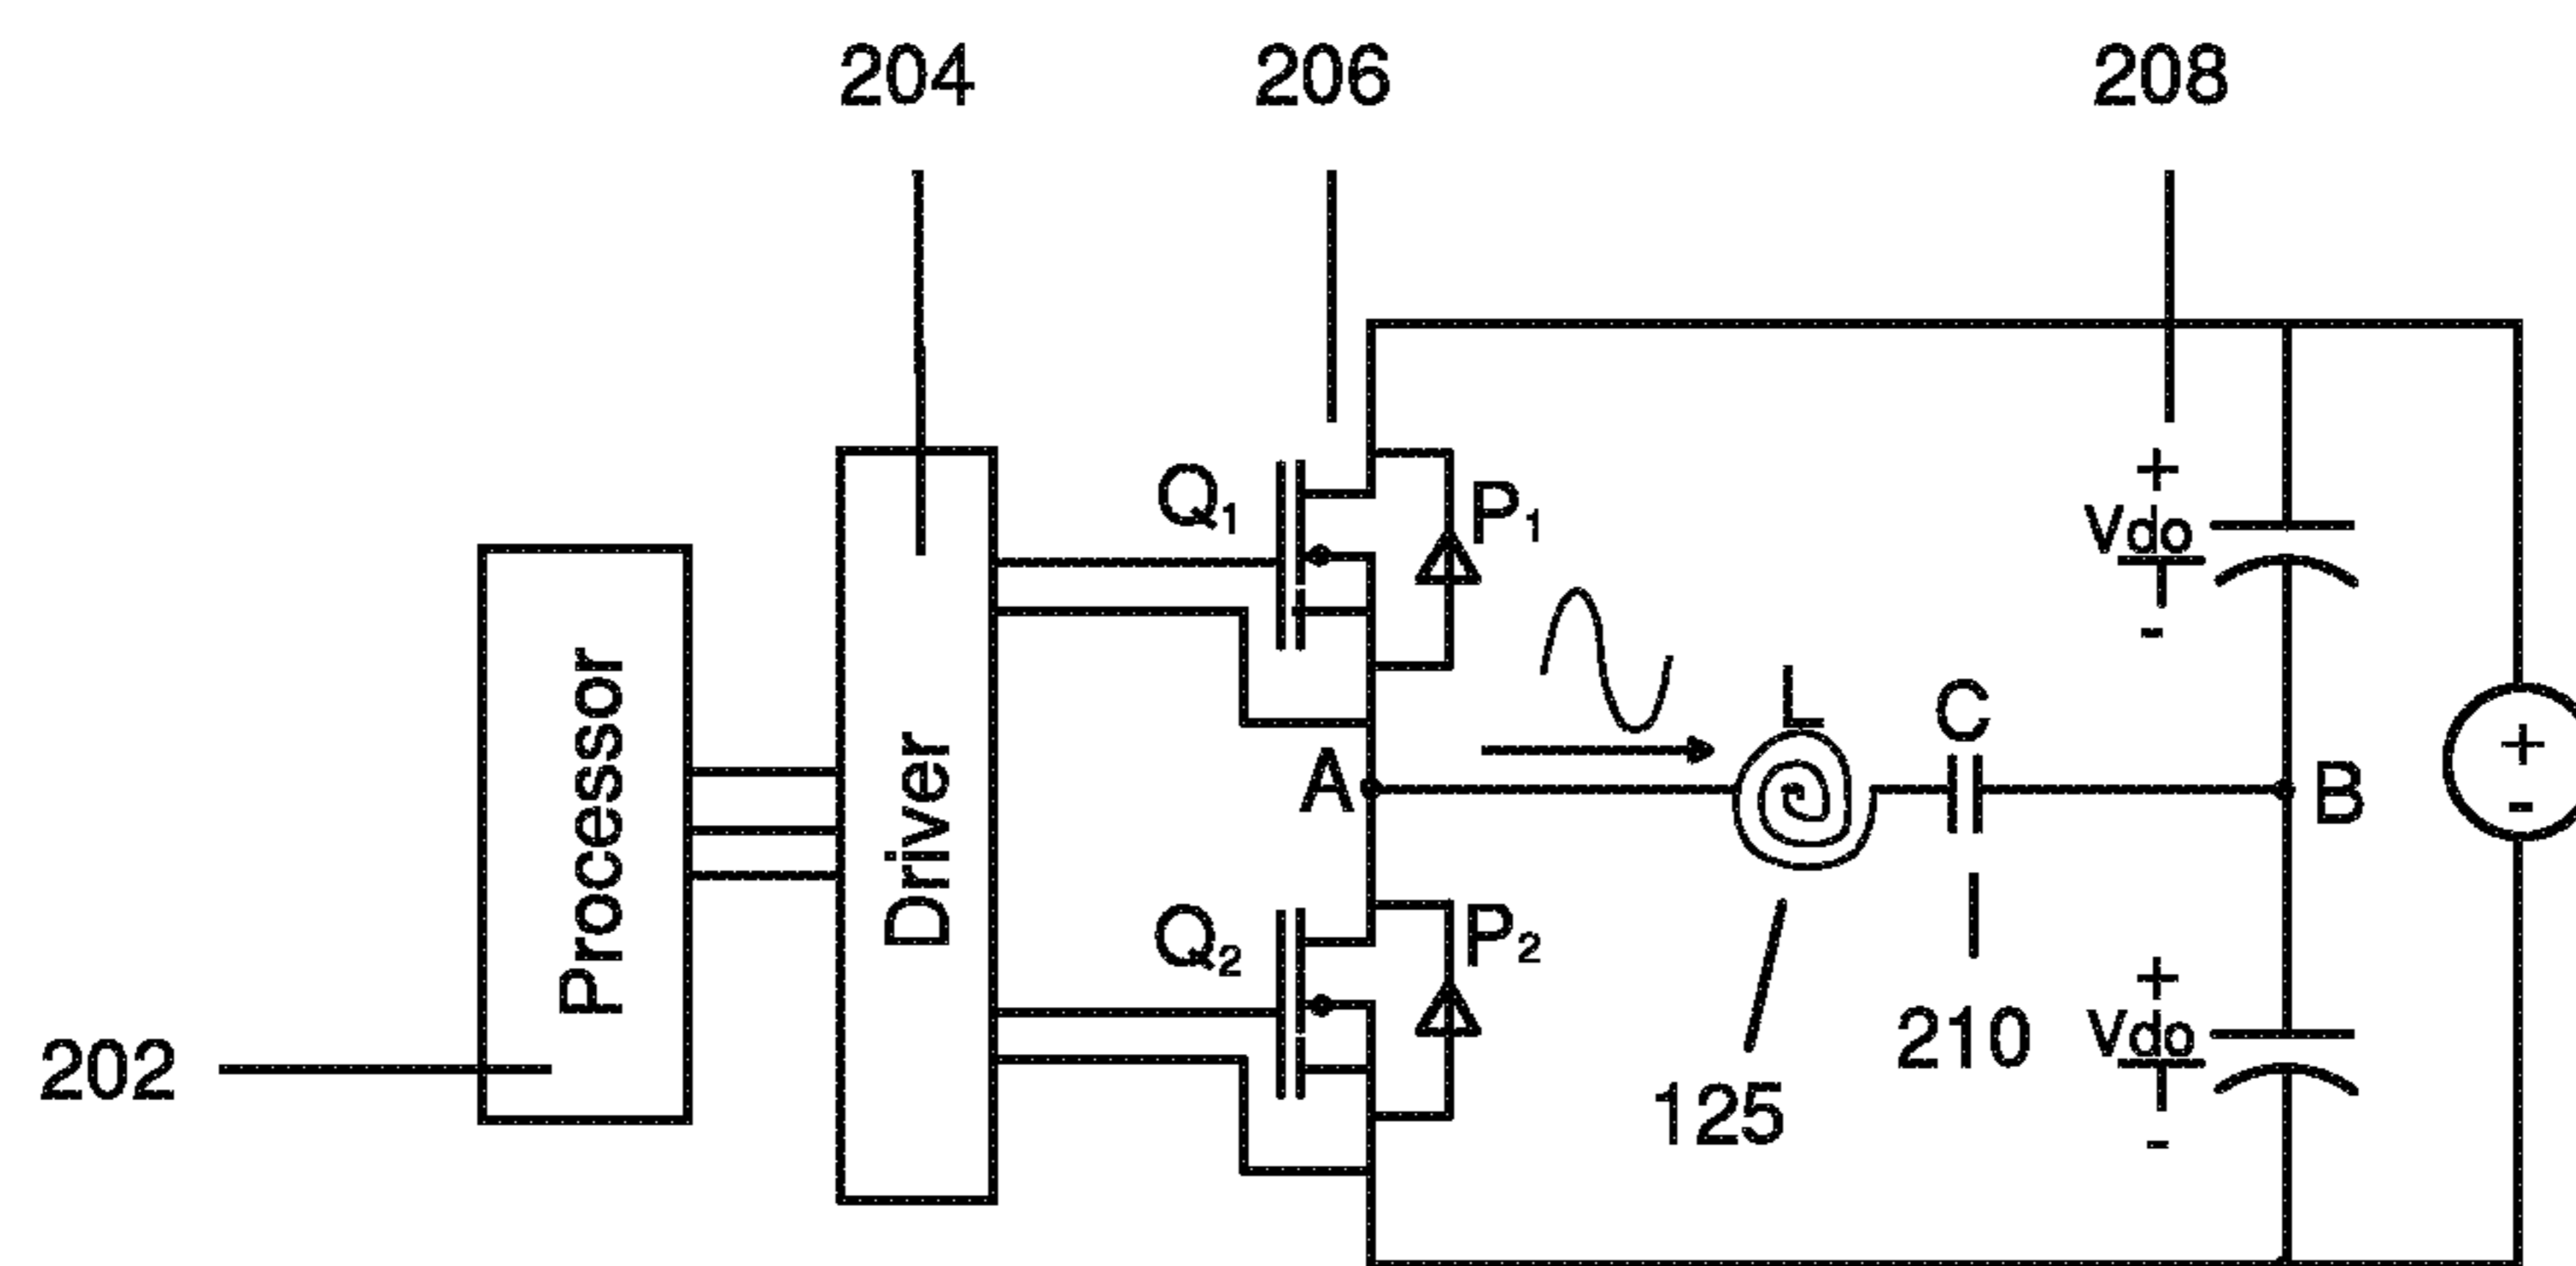 204
206
208
Q1
P1
+
Vdo
-
Processor
Driver
L
C
A
B
+
-
Q2
P2
+
Vdo
-
202
125
210